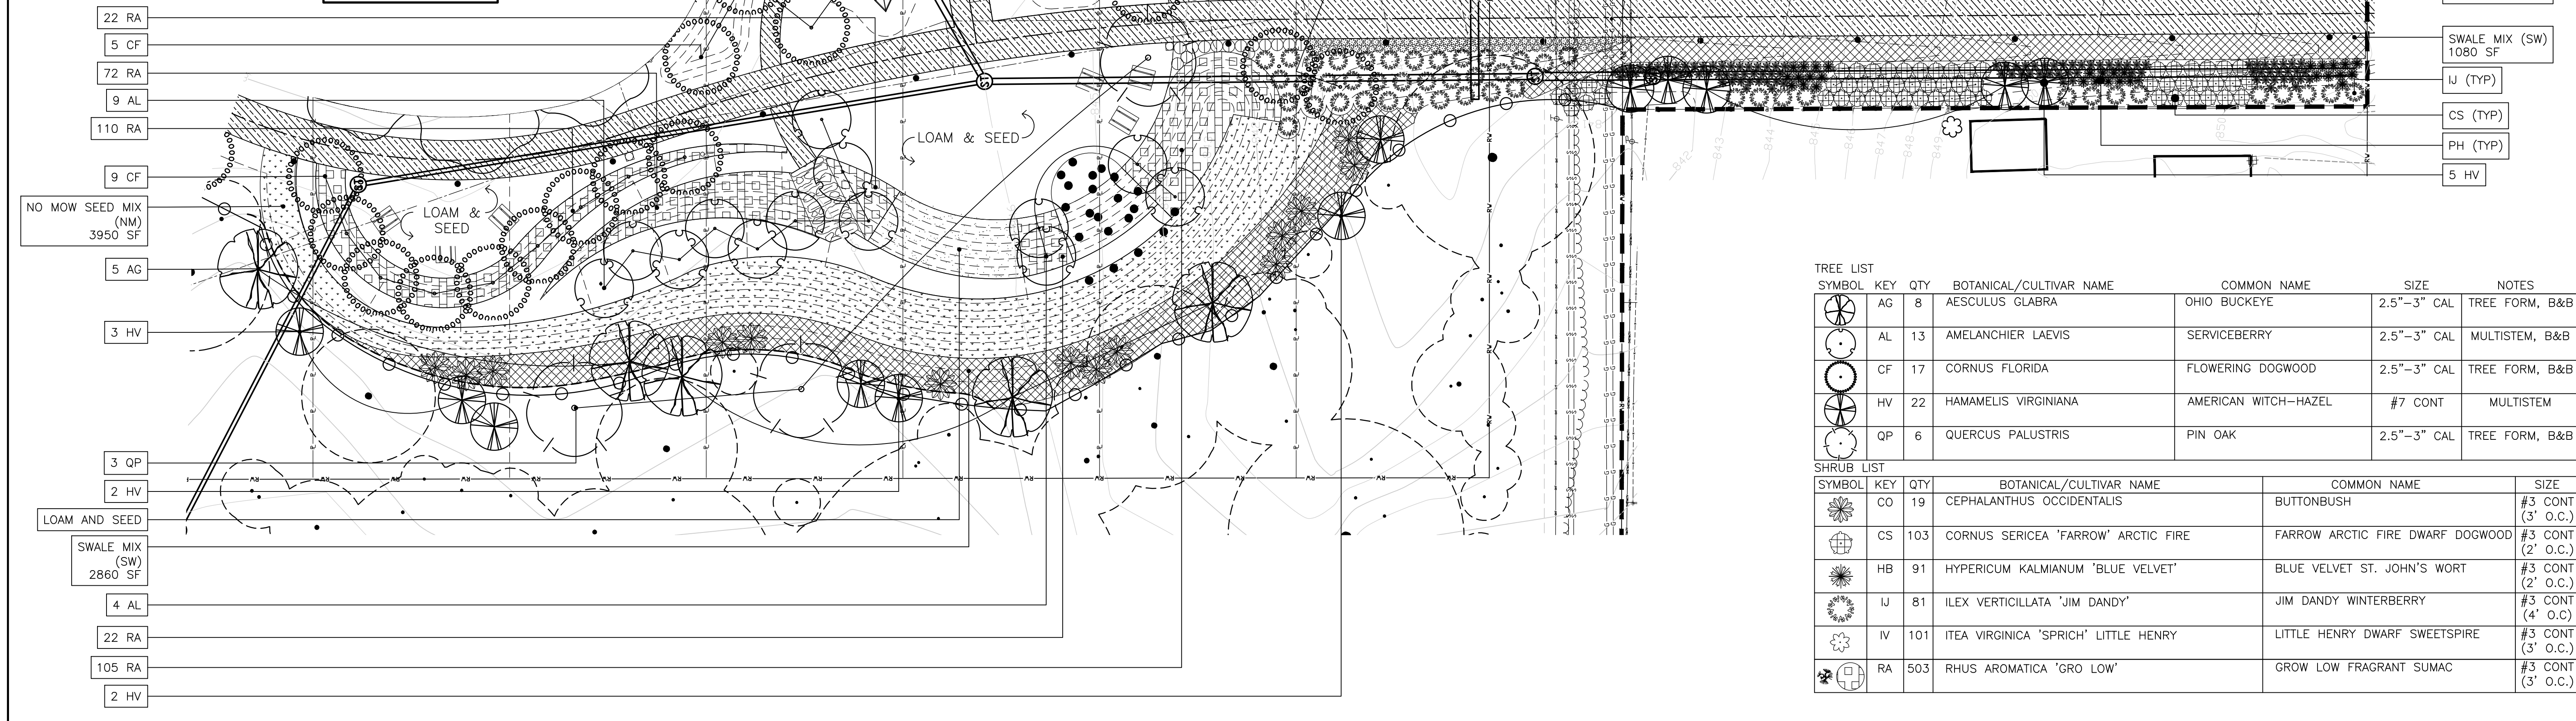 22 RA
5 CF
72 RA
9 AL
110 RA
9 CF
NO MOW SEED MIX
(NM)
3950 SF
5 AG
3 HV
3 QP
2 HV
LOAM AND SEED
SWALE MIX
(SW)
2860 SF
4 AL
22 RA
105 RA
2 HV
LOAM &
SEED
LOAM & SEED
ST
842
843
844
846
847
848
849
850
SWALE MIX (SW)
1080 SF
IJ (TYP)
CS (TYP)
PH (TYP)
5 HV
TREE LIST
SYMBOL KEY QTY BOTANICAL/CULTIVAR NAME COMMON NAME SIZE NOTES
AG 8 AESCULUS GLABRA OHIO BUCKEYE 2.5"-3" CAL TREE FORM, B&B
AL 13 AMELANCHIER LAEVIS SERVICEBERRY 2.5"-3" CAL MULTISTEM, B&B
CF 17 CORNUS FLORIDA FLOWERING DOGWOOD 2.5"-3" CAL TREE FORM, B&B
HV 22 HAMAMELIS VIRGINIANA AMERICAN WITCH-HAZEL #7 CONT MULTISTEM
QP 6 QUERCUS PALUSTRIS PIN OAK 2.5"-3" CAL TREE FORM, B&B
SHRUB LIST
SYMBOL KEY QTY BOTANICAL/CULTIVAR NAME COMMON NAME SIZE
CO 19 CEPHALANTHUS OCCIDENTALIS BUTTONBUSH #3 CONT
(3' O.C.)
CS 103 CORNUS SERICEA 'FARROW' ARCTIC FIRE FARROW ARCTIC FIRE DWARF DOGWOOD #3 CONT
(2' O.C.)
HB 91 HYPERICUM KALMIANUM 'BLUE VELVET' BLUE VELVET ST. JOHN'S WORT #3 CONT
(2' O.C.)
IJ 81 ILEX VERTICILLATA 'JIM DANDY' JIM DANDY WINTERBERRY #3 CONT
(4' O.C)
IV 101 ITEA VIRGINICA 'SPRICH' LITTLE HENRY LITTLE HENRY DWARF SWEETSPIRE #3 CONT
(3' O.C.)
RA 503 RHUS AROMATICA 'GRO LOW' GROW LOW FRAGRANT SUMAC #3 CONT
(3' O.C.)